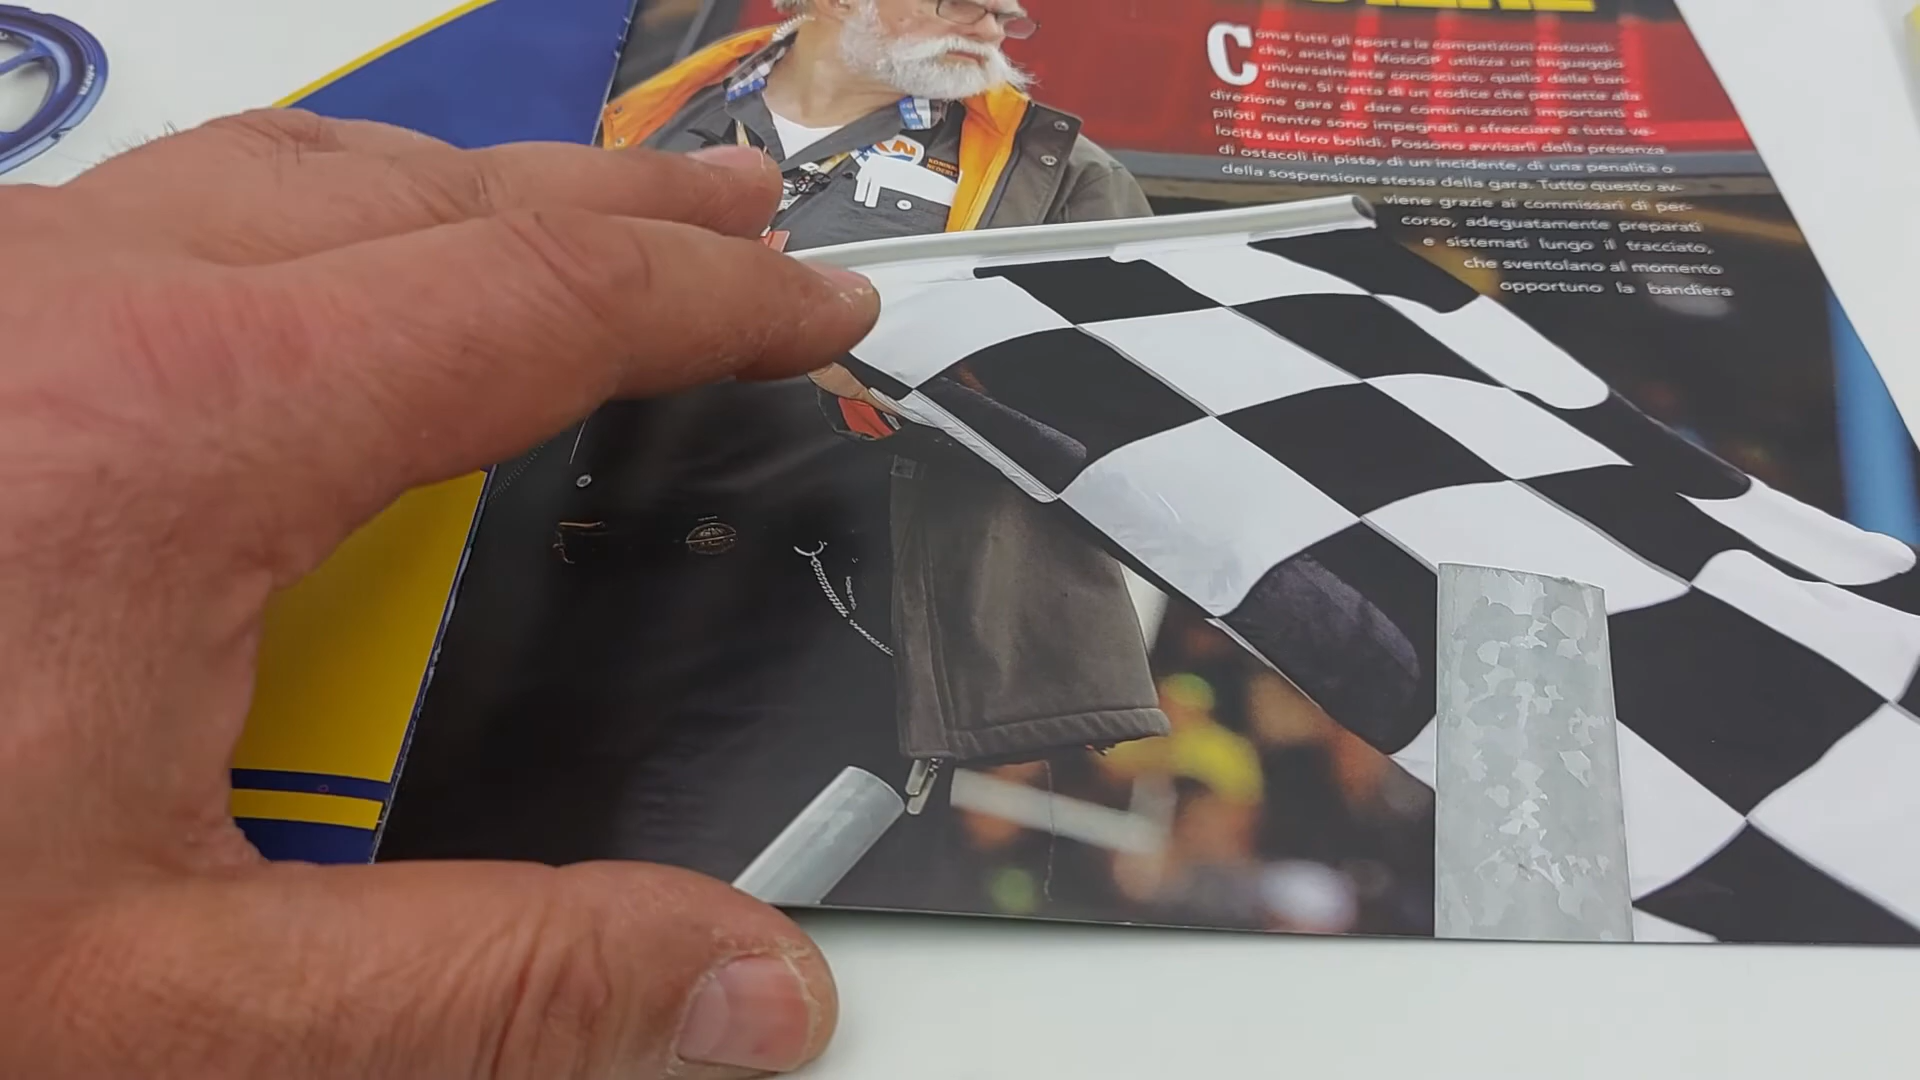 Come tutti gli sport e le competizioni motoristi-
che, anche la MotoGP utilizza un linguaggio
universalmente conosciuto, quello delle ban-
diere. Si tratta di un codice che permette alla
direzione gara di dare comunicazioni importanti ai
piloti mentre sono impegnati a sfrecciare a tutta ve-
locità sui loro bolidi. Possono avvisarli della presenza
di ostacoli in pista, di un incidente, di una penalità o
della sospensione stessa della gara. Tutto questo av-
viene grazie ai commissari di per-
corso, adeguatamente preparati
e sistemati lungo il tracciato,
che sventolano al momento
opportuno la bandiera